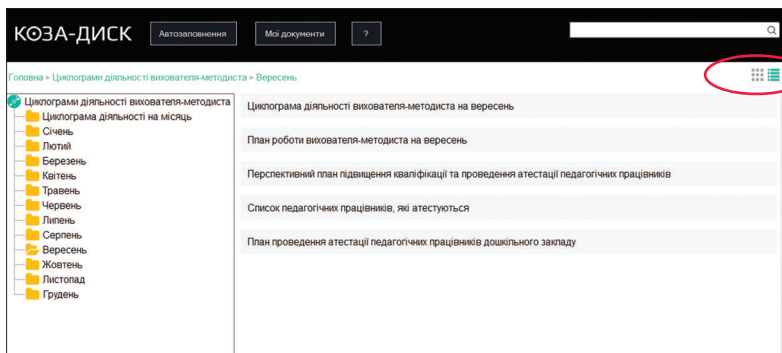 КОЗА-ДИСК
Автозаповнення
Мої документи
?
Головна » Циклограми діяльності вихователя-методиста » Вересень
Циклограми діяльності вихователя-методиста
Циклограма діяльності на місяць
Січень
Лютий
Березень
Квітень
Травень
Червень
Липень
Серпень
Вересень
Жовтень
Листопад
Грудень
Циклограма діяльності вихователя-методиста на вересень
План роботи вихователя-методиста на вересень
Перспективний план підвищення кваліфікації та проведення атестації педагогічних працівників
Список педагогічних працівників, які атестуються
План проведення атестації педагогічних працівників дошкільного закладу